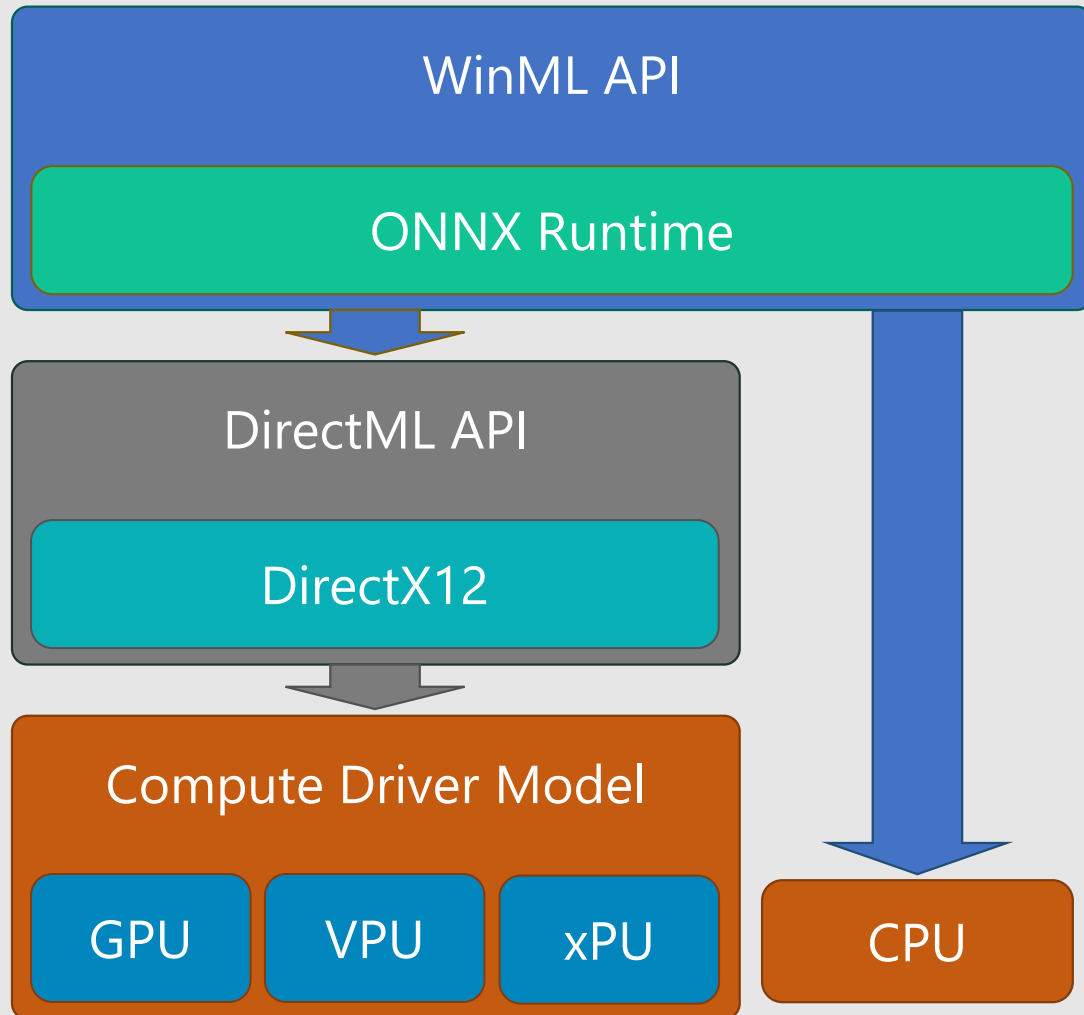 WinML API
ONNX Runtime
DirectML API
DirectX12
Compute Driver Model
GPU
VPU
xPU
CPU